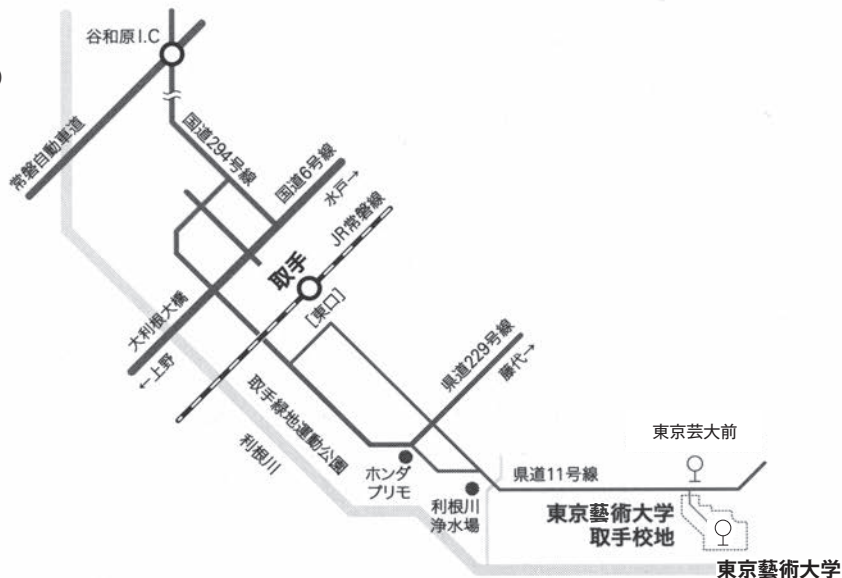 谷和原I.C
常磐自動車道
国道294号線
国道6号線
水戸→
JR常磐線
取手
[東口]
大利根大橋
←上野
取手緑地運動公園
利根川
県道229号線
藤代→
ホンダ
プリモ
利根川
浄水場
県道11号線
東京芸大前
東京藝術大学
取手校地
東京藝術大学